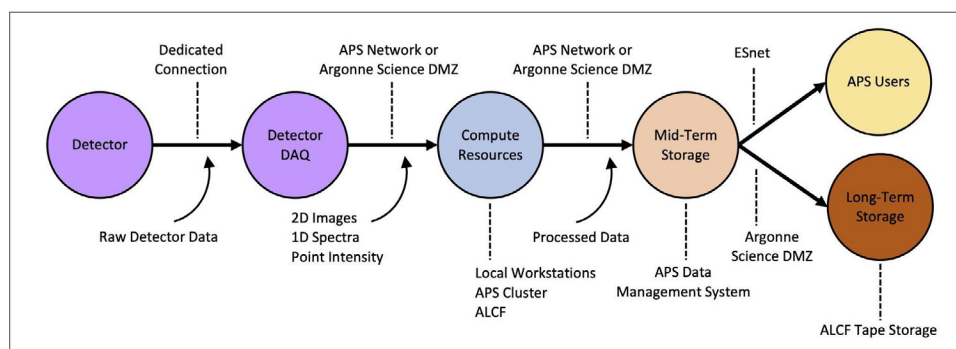 Dedicated
Connection
APS Network or
Argonne Science DMZ
APS Network or
Argonne Science DMZ
ESnet
APS Users
Detector
Detector
DAQ
Compute
Resources
Mid-Term
Storage
Long-Term
Storage
Raw Detector Data
2D Images
1D Spectra
Point Intensity
Processed Data
Argonne
Science DMZ
Local Workstations
APS Cluster
ALCF
APS Data
Management System
ALCF Tape Storage